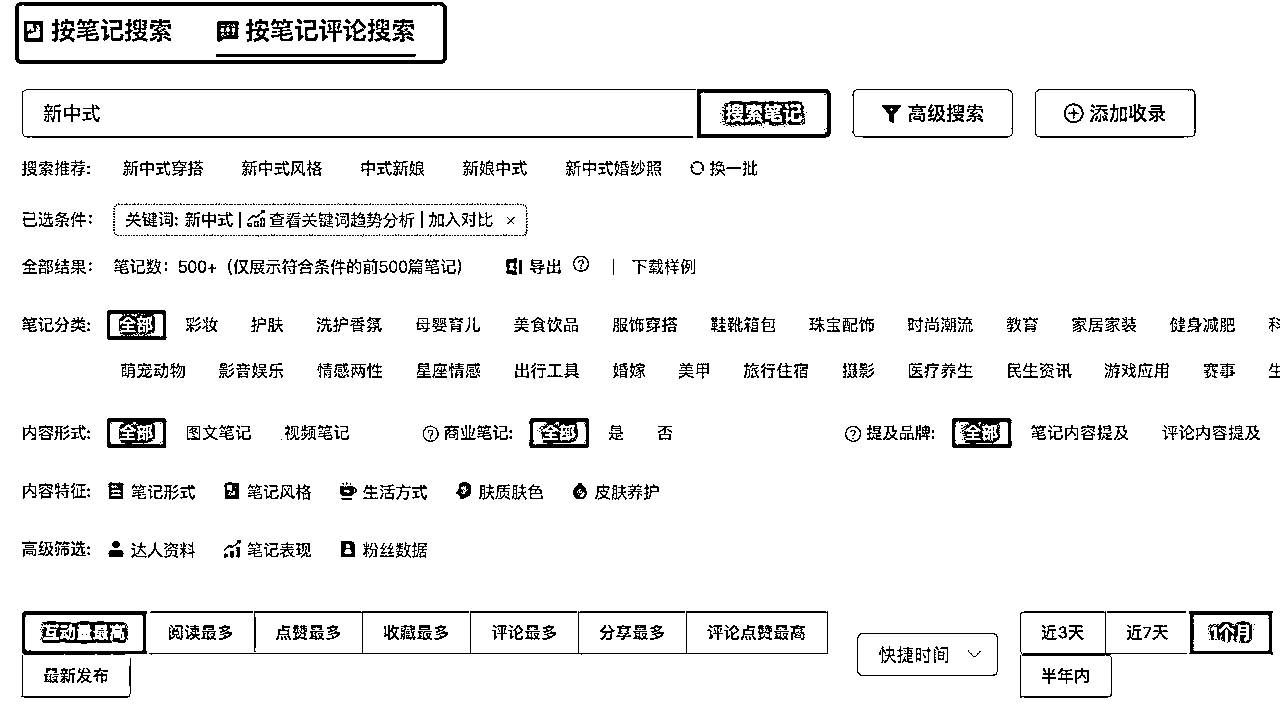 按笔记搜索 按笔记评论搜索
新中式 搜索笔记 高级搜索 添加收录
搜索推荐: 新中式穿搭 新中式风格 中式新娘 新娘中式 新中式婚纱照 换一批
已选条件: 关键词: 新中式 | 查看关键词趋势分析 | 加入对比 ×
全部结果: 笔记数: 500+ (仅展示符合条件的前500篇笔记) 导出 ? | 下载样例
笔记分类: 全部 彩妆 护肤 洗护香氛 母婴育儿 美食饮品 服饰穿搭 鞋靴箱包 珠宝配饰 时尚潮流 教育 家居家装 健身减肥
萌宠动物 影音娱乐 情感两性 星座情感 出行工具 婚嫁 美甲 旅行住宿 摄影 医疗养生 民生资讯 游戏应用 赛事
内容形式: 全部 图文笔记 视频笔记 ? 商业笔记: 全部 是 否 ? 提及品牌: 全部 笔记内容提及 评论内容提及
内容特征: 笔记形式 笔记风格 生活方式 肤质肤色 皮肤养护
高级筛选: 达人资料 笔记表现 粉丝数据
互动量最高 阅读最多 点赞最多 收藏最多 评论最多 分享最多 评论点赞最高 快捷时间 近3天 近7天 1个月
最新发布 半年内